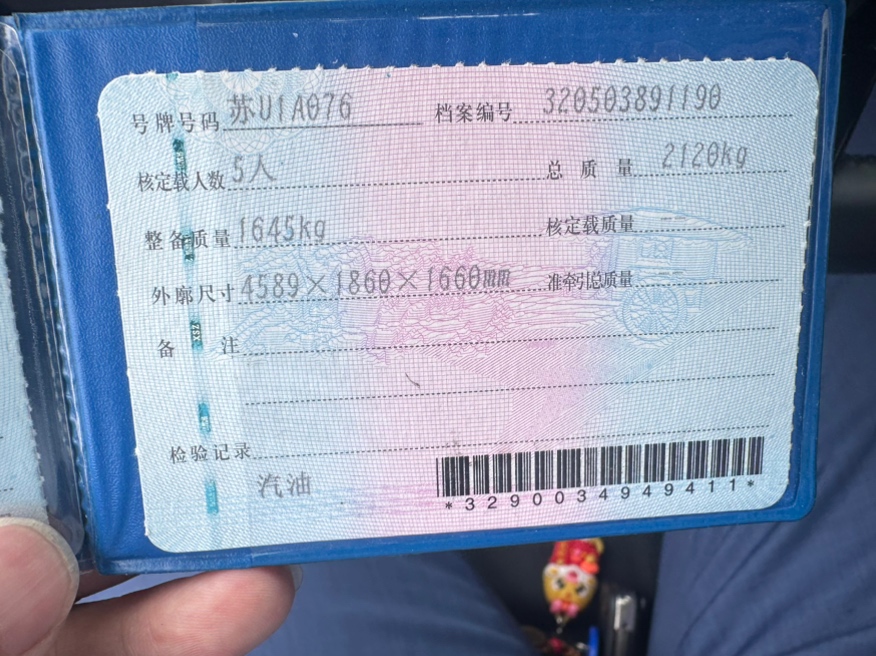 号牌号码 苏U1A076 档案编号 320503891190
核定载人数 5人 总质量 2120kg
整备质量 1645kg 核定载质量 --
外廓尺寸 4589×1860×1660mm 准牵引总质量 --
备注
检验记录
汽油
*3290034949411*